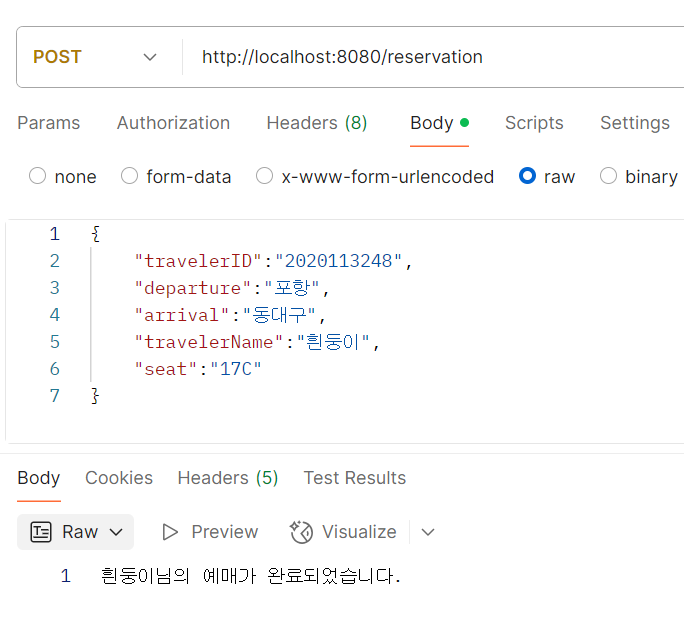 POST http://localhost:8080/reservation
Params Authorization Headers (8) Body Scripts Settings
none form-data x-www-form-urlencoded raw binary
1 {
2 "travelerID":"2020113248",
3 "departure":"포항",
4 "arrival":"동대구",
5 "travelerName":"흰둥이",
6 "seat":"17C"
7 }
Body Cookies Headers (5) Test Results
Raw Preview Visualize
1 흰둥이님의 예매가 완료되었습니다.